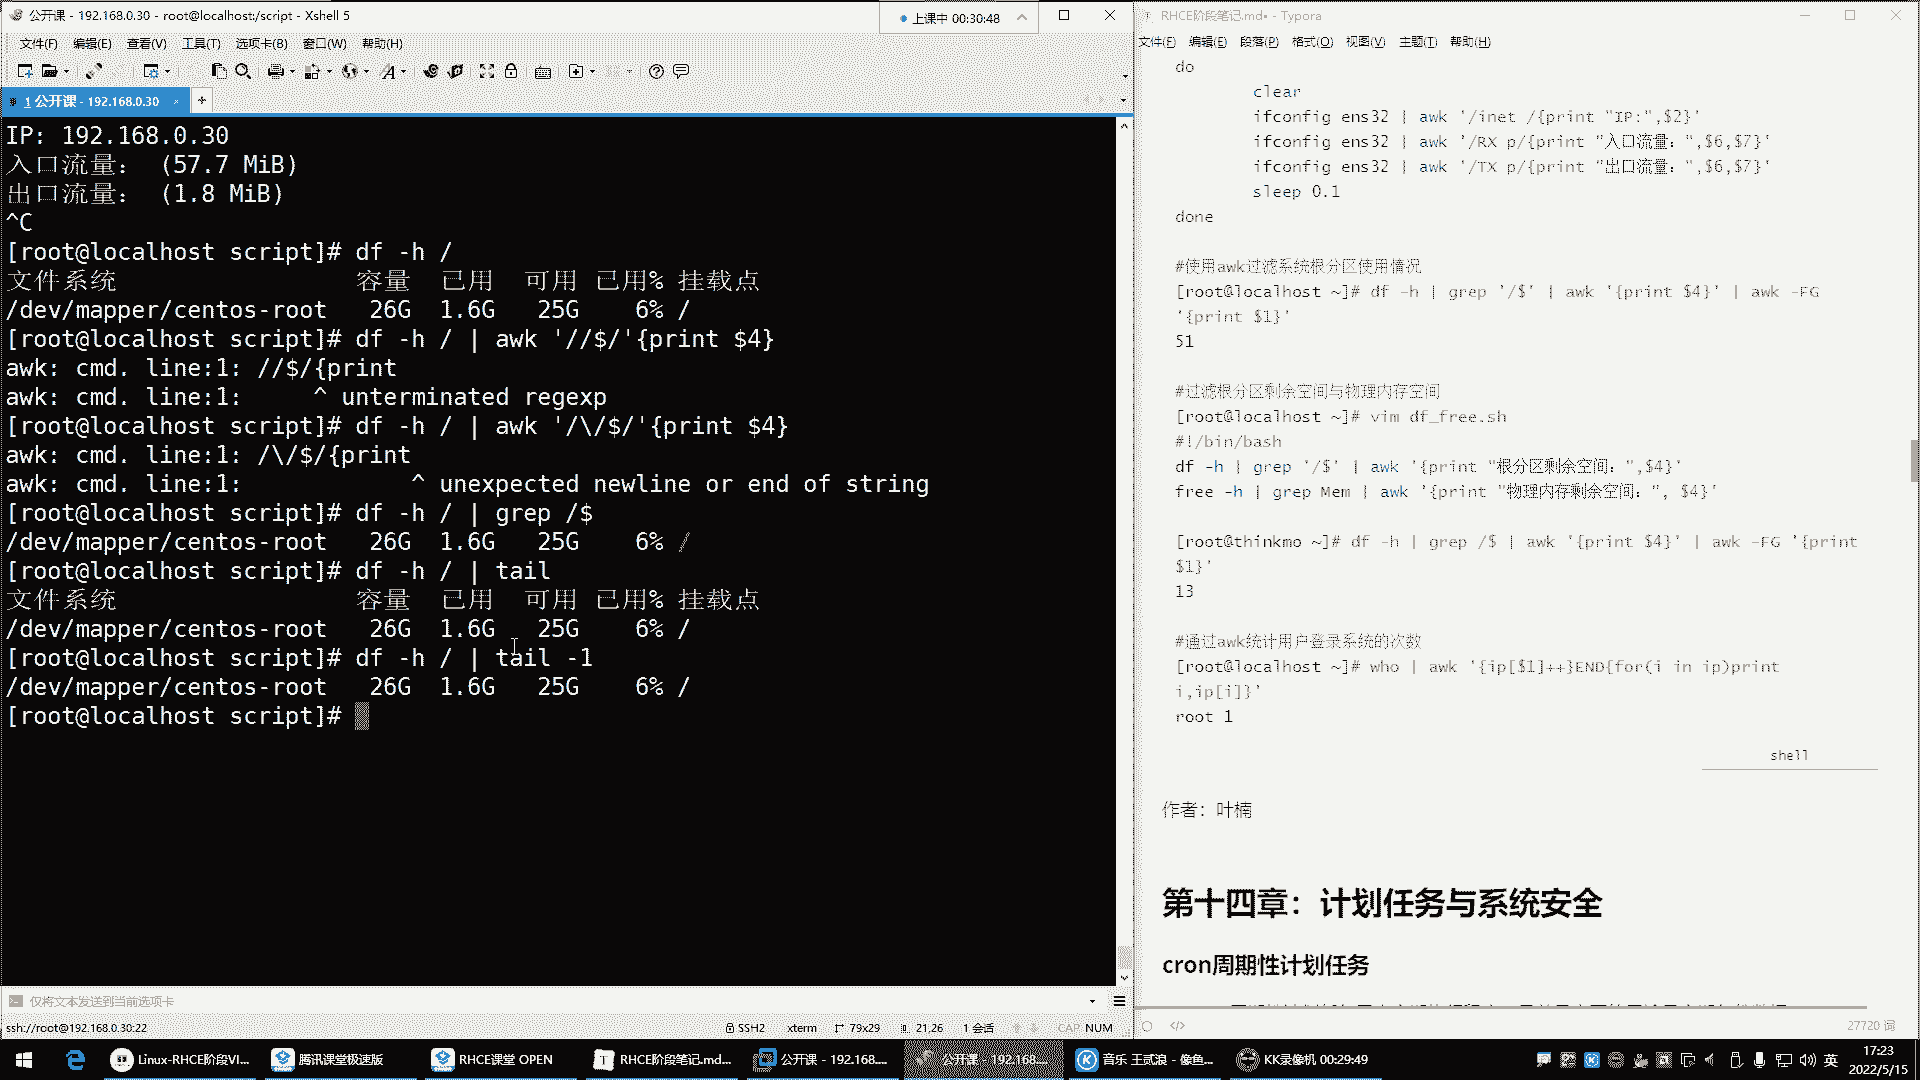 公开课 - 192.168.0.30 - root@localhost:/script - Xshell 5
上课中 00:30:48
文件(F) 编辑(E) 查看(V) 工具(T) 选项卡(B) 窗口(W) 帮助(H)
1 公开课 - 192.168.0.30
IP: 192.168.0.30
入口流量： (57.7 MiB)
出口流量： (1.8 MiB)
^C
[root@localhost script]# df -h /
文件系统 容量 已用 可用 已用% 挂载点
/dev/mapper/centos-root 26G 1.6G 25G 6% /
[root@localhost script]# df -h / | awk '//$/'{print $4}
awk: cmd. line:1: //$/{print
awk: cmd. line:1: ^ unterminated regexp
[root@localhost script]# df -h / | awk '/\/$/'{print $4}
awk: cmd. line:1: /\/$/{print
awk: cmd. line:1: ^ unexpected newline or end of string
[root@localhost script]# df -h / | grep /$
/dev/mapper/centos-root 26G 1.6G 25G 6% /
[root@localhost script]# df -h / | tail
文件系统 容量 已用 可用 已用% 挂载点
/dev/mapper/centos-root 26G 1.6G 25G 6% /
[root@localhost script]# df -h / | tail -1
/dev/mapper/centos-root 26G 1.6G 25G 6% /
[root@localhost script]#
仅将文本发送到当前选项卡
ssh://root@192.168.0.30:22 SSH2 xterm 79x29 21,26 1 会话 CAP NUM
RHCE阶段笔记.md• - Typora
文件(F) 编辑(E) 段落(P) 格式(O) 视图(V) 主题(T) 帮助(H)
do
clear
ifconfig ens32 | awk '/inet /{print "IP:",$2}'
ifconfig ens32 | awk '/RX p/{print "入口流量：",$6,$7}'
ifconfig ens32 | awk '/TX p/{print "出口流量：",$6,$7}'
sleep 0.1
done
#使用awk过滤系统根分区使用情况
[root@localhost ~]# df -h | grep '/$' | awk '{print $4}' | awk -FG
'{print $1}'
51
#过滤根分区剩余空间与物理内存空间
[root@localhost ~]# vim df_free.sh
#!/bin/bash
df -h | grep '/$' | awk '{print "根分区剩余空间：",$4}'
free -h | grep Mem | awk '{print "物理内存剩余空间：", $4}'
[root@thinkmo ~]# df -h | grep /$ | awk '{print $4}' | awk -FG '{print
$1}'
13
#通过awk统计用户登录系统的次数
[root@localhost ~]# who | awk '{ip[$1]++}END{for(i in ip)print
i,ip[i]}'
root 1
shell
作者：叶楠
第十四章：计划任务与系统安全
cron周期性计划任务
27720 词
Linux-RHCE阶段VI... 腾讯课堂极速版 RHCE课堂 OPEN RHCE阶段笔记.md... 公开课 - 192.168.... 公开课 - 192.168.... 音乐 王贰浪 - 像鱼... KK录像机 00:29:49
英
17:23
2022/5/15